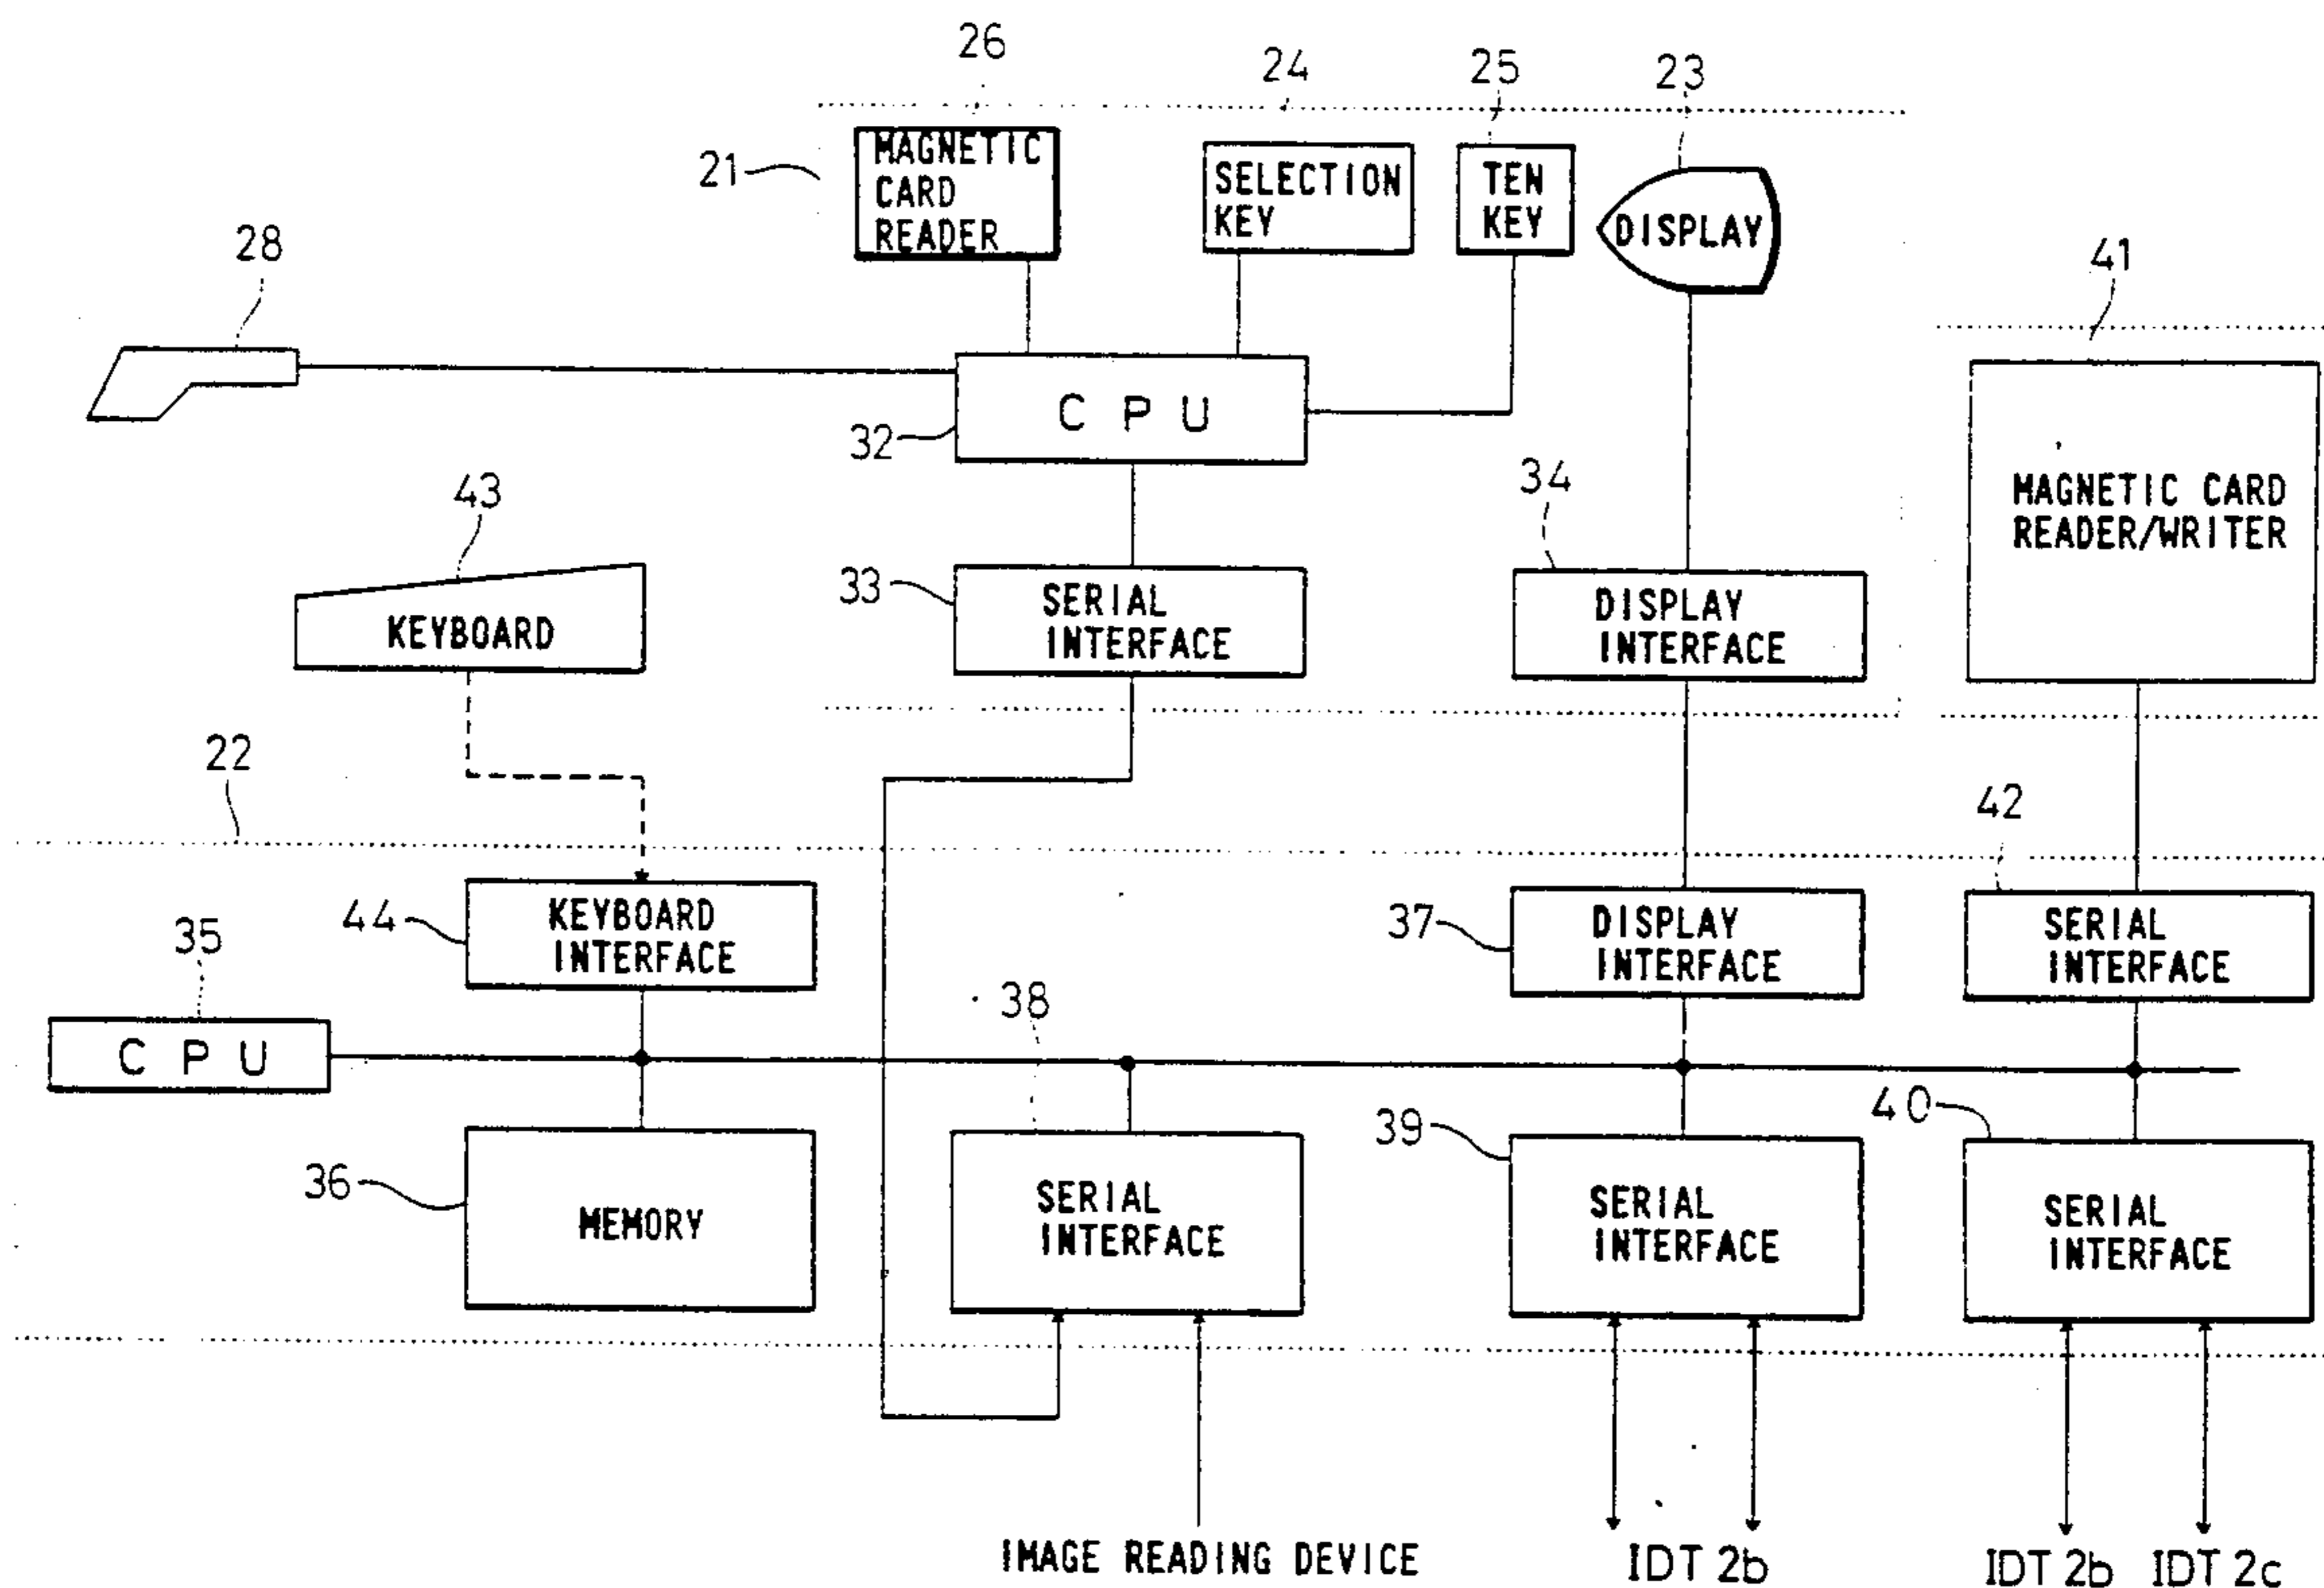 26
24
25
23
21
MAGNETIC
CARD
READER
SELECTION
KEY
TEN
KEY
DISPLAY
28
41
C P U
32
MAGNETIC CARD
READER/WRITER
43
34
KEYBOARD
33
SERIAL
INTERFACE
DISPLAY
INTERFACE
22
42
44
KEYBOARD
INTERFACE
37
DISPLAY
INTERFACE
SERIAL
INTERFACE
35
C P U
38
39
40
36
MEMORY
SERIAL
INTERFACE
SERIAL
INTERFACE
SERIAL
INTERFACE
IMAGE READING DEVICE
IDT 2b
IDT 2b
IDT 2c